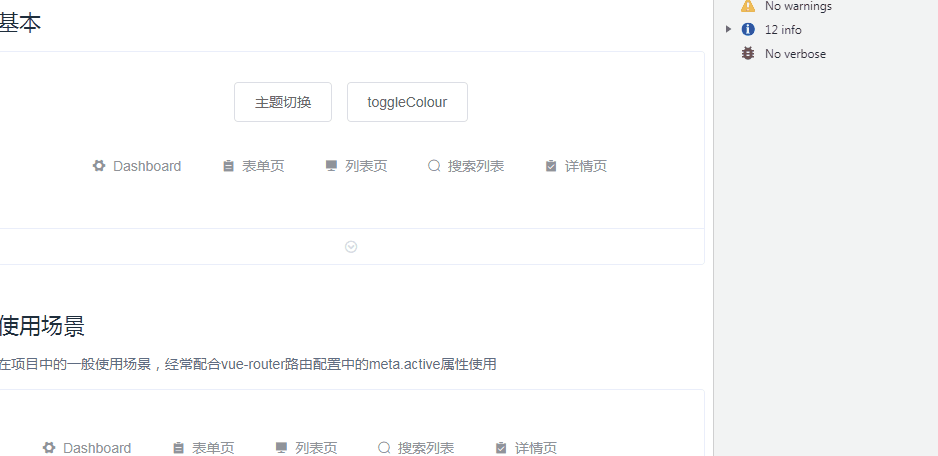 基本
主题切换 toggleColour
Dashboard 表单页 列表页 搜索列表 详情页
使用场景
在项目中的一般使用场景，经常配合vue-router路由配置中的meta.active属性使用
Dashboard 表单页 列表页 搜索列表 详情页
No warnings
12 info
No verbose